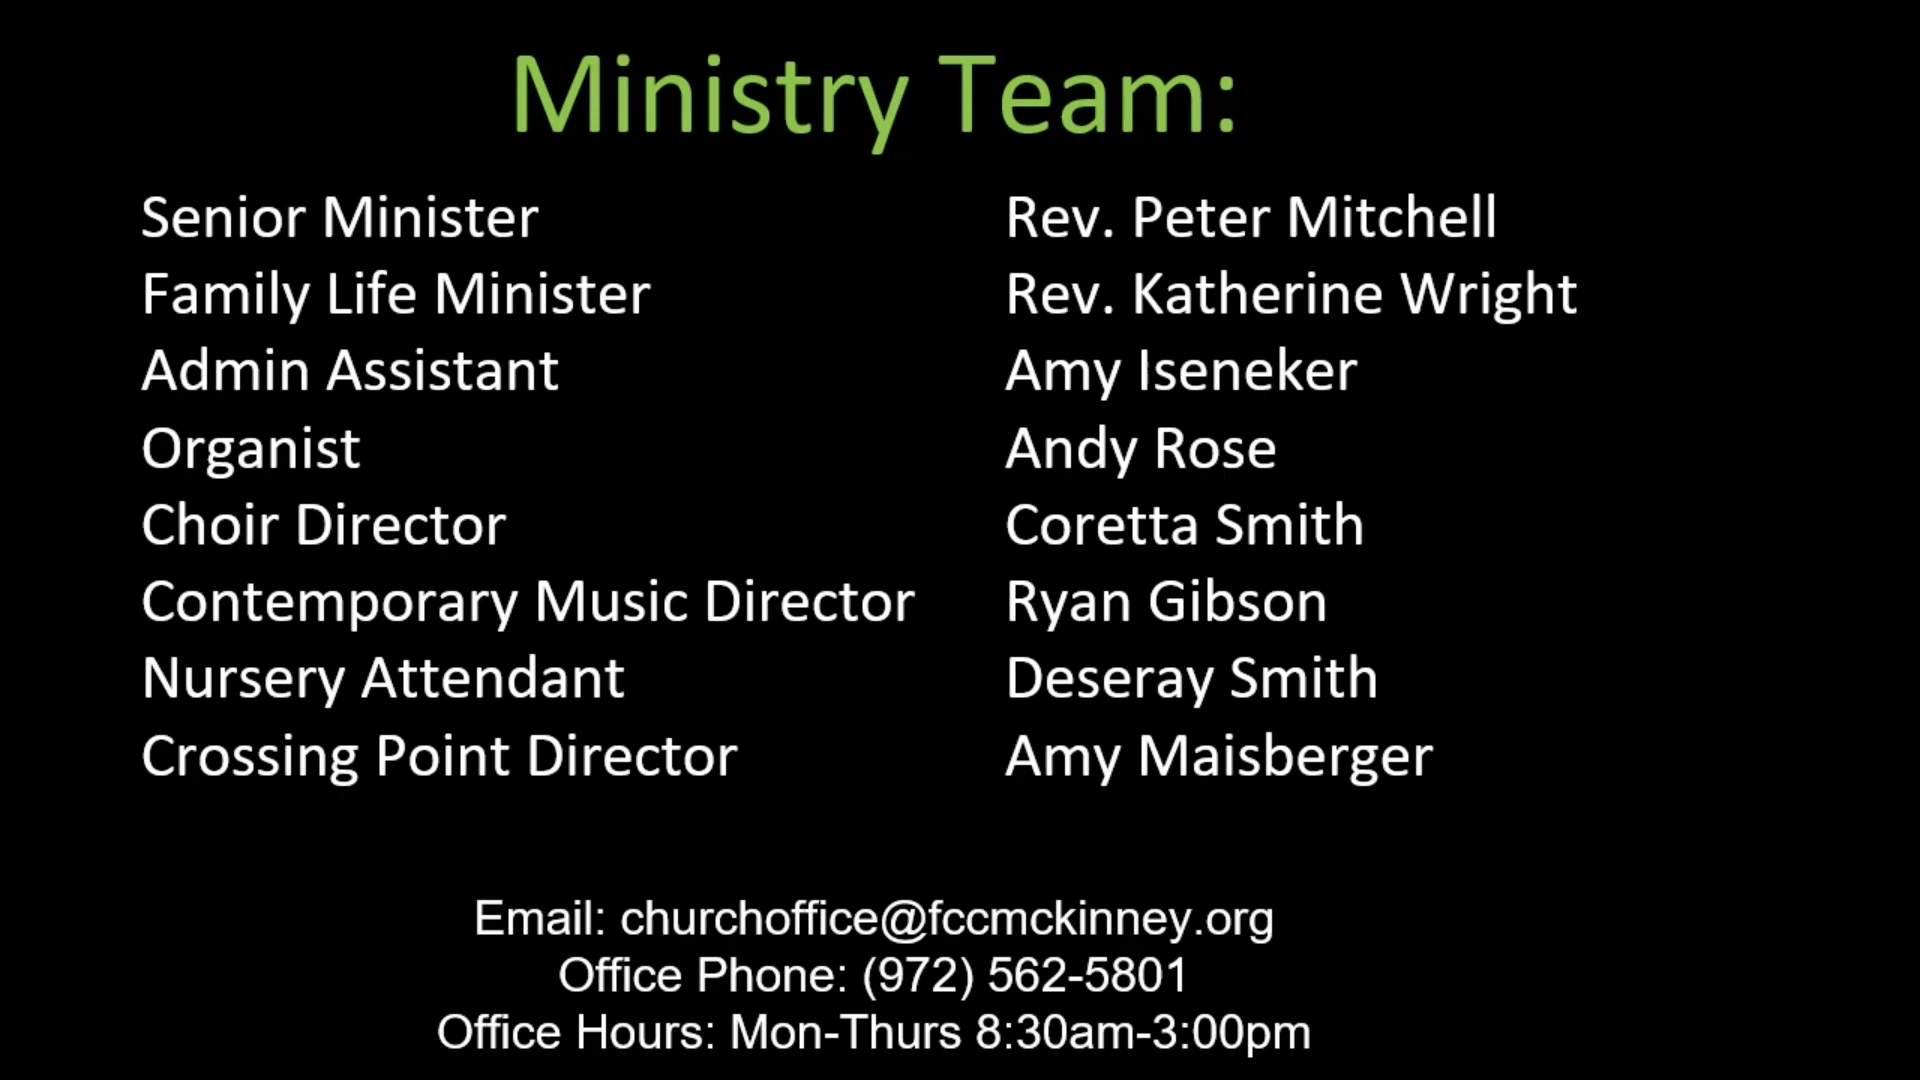 Ministry Team:
Senior Minister Rev. Peter Mitchell
Family Life Minister Rev. Katherine Wright
Admin Assistant Amy Iseneker
Organist Andy Rose
Choir Director Coretta Smith
Contemporary Music Director Ryan Gibson
Nursery Attendant Deseray Smith
Crossing Point Director Amy Maisberger
Email: churchoffice@fccmckinney.org
Office Phone: (972) 562-5801
Office Hours: Mon-Thurs 8:30am-3:00pm